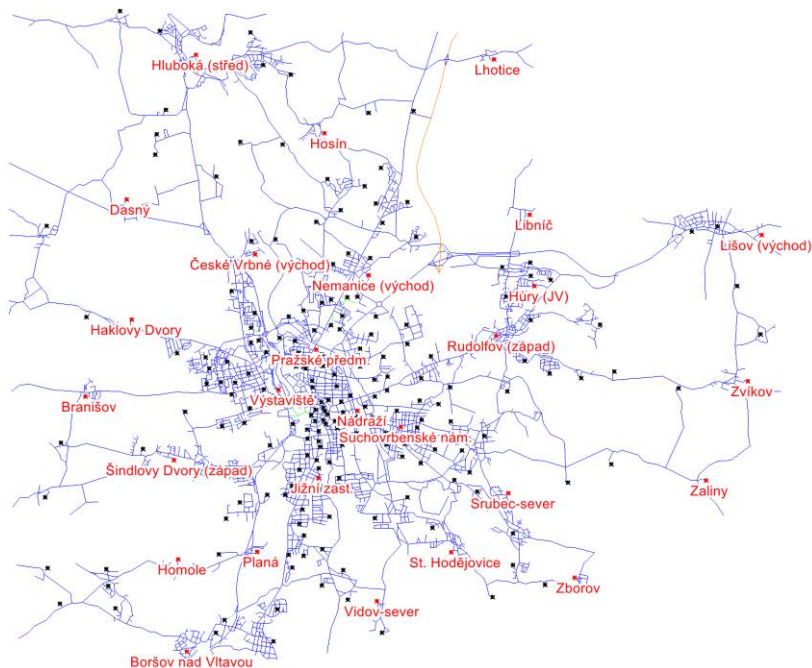 Hluboká (střed)
Lhotice
Hosín
Dasný
Libníč
Lišov (východ)
České Vrbné (východ)
Nemanice (východ)
Hůry (JV)
Haklovy Dvory
Rudolfov (západ)
Pražské předm.
Výstaviště
Zvíkov
Branišov
Nádraží
Suchovrbenské nám.
Šindlovy Dvory (západ)
Jižní zast.
Zaliny
Srubec-sever
Homole
Planá
St. Hodějovice
Zborov
Vidov-sever
Boršov nad Vltavou